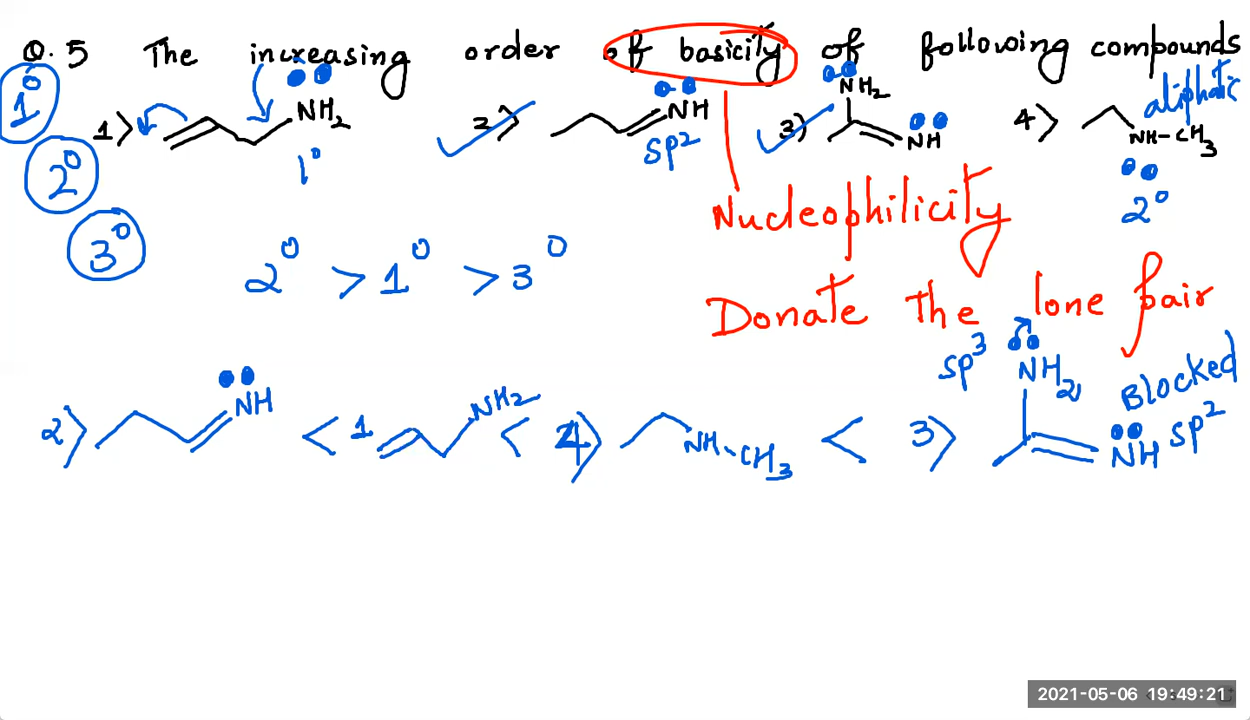 Q. 5 The increasing order of basicity of following compounds
1° 1) NH2 2) NH 3) NH2 NH 4) NH-CH3 aliphatic
1° sp2 2°
2°
3°
Nucleophilicity
2° > 1° > 3°
Donate the lone pair
2) NH < 1 NH2 < 4) NH-CH3 < 3) sp3 NH2 NH sp2 Blocked
2021-05-06 19:49:21